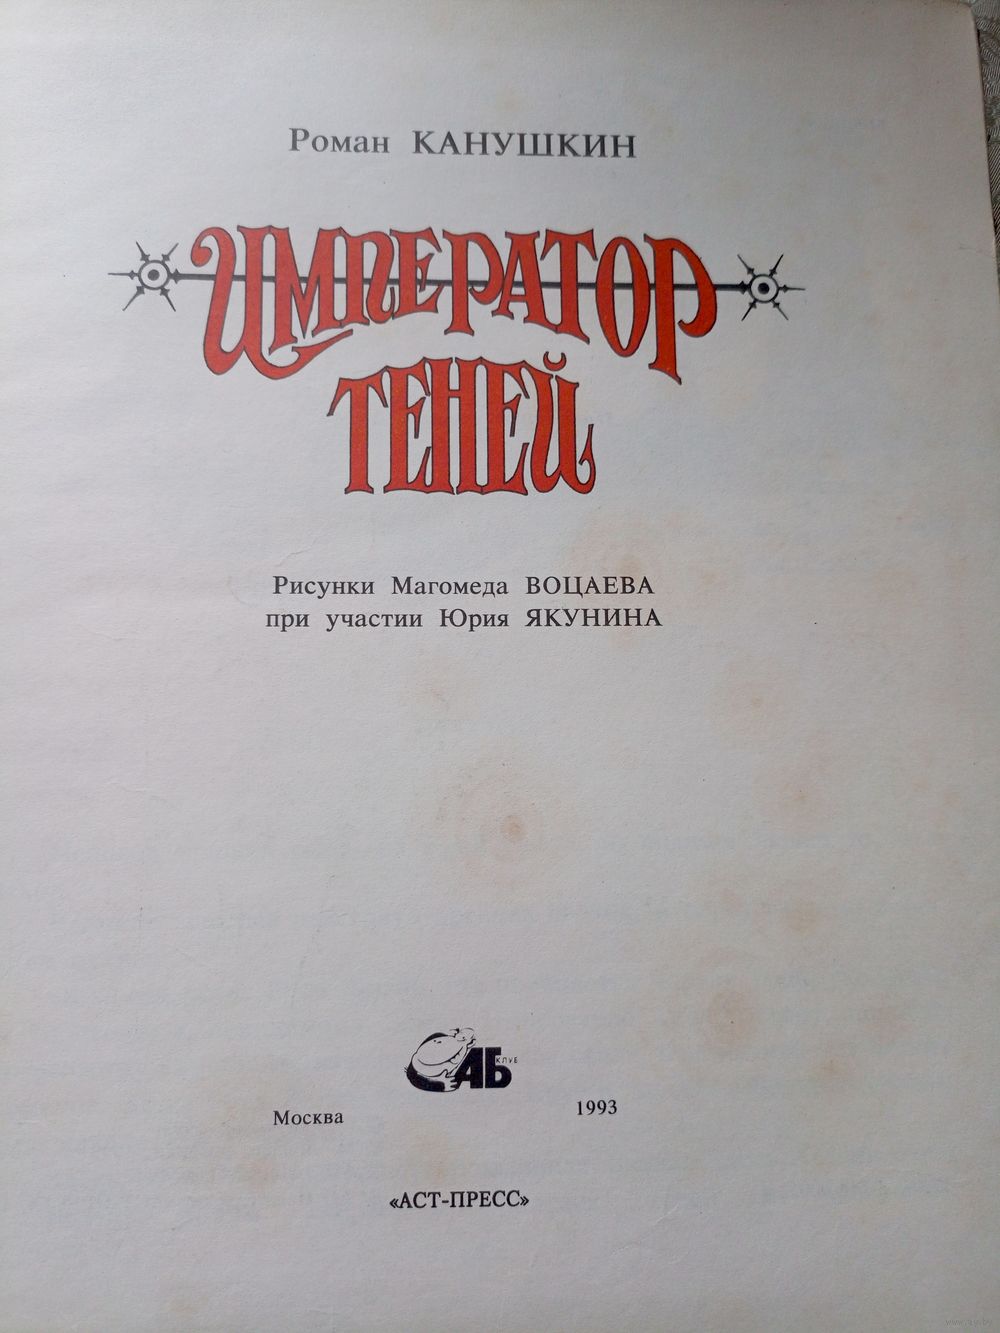 Роман КАНУШКИН
ИМПЕРАТОР
ТЕНЕЙ
Рисунки Магомеда ВОЦАЕВА
при участии Юрия ЯКУНИНА
АБ КЛУБ
Москва 1993
«АСТ-ПРЕСС»